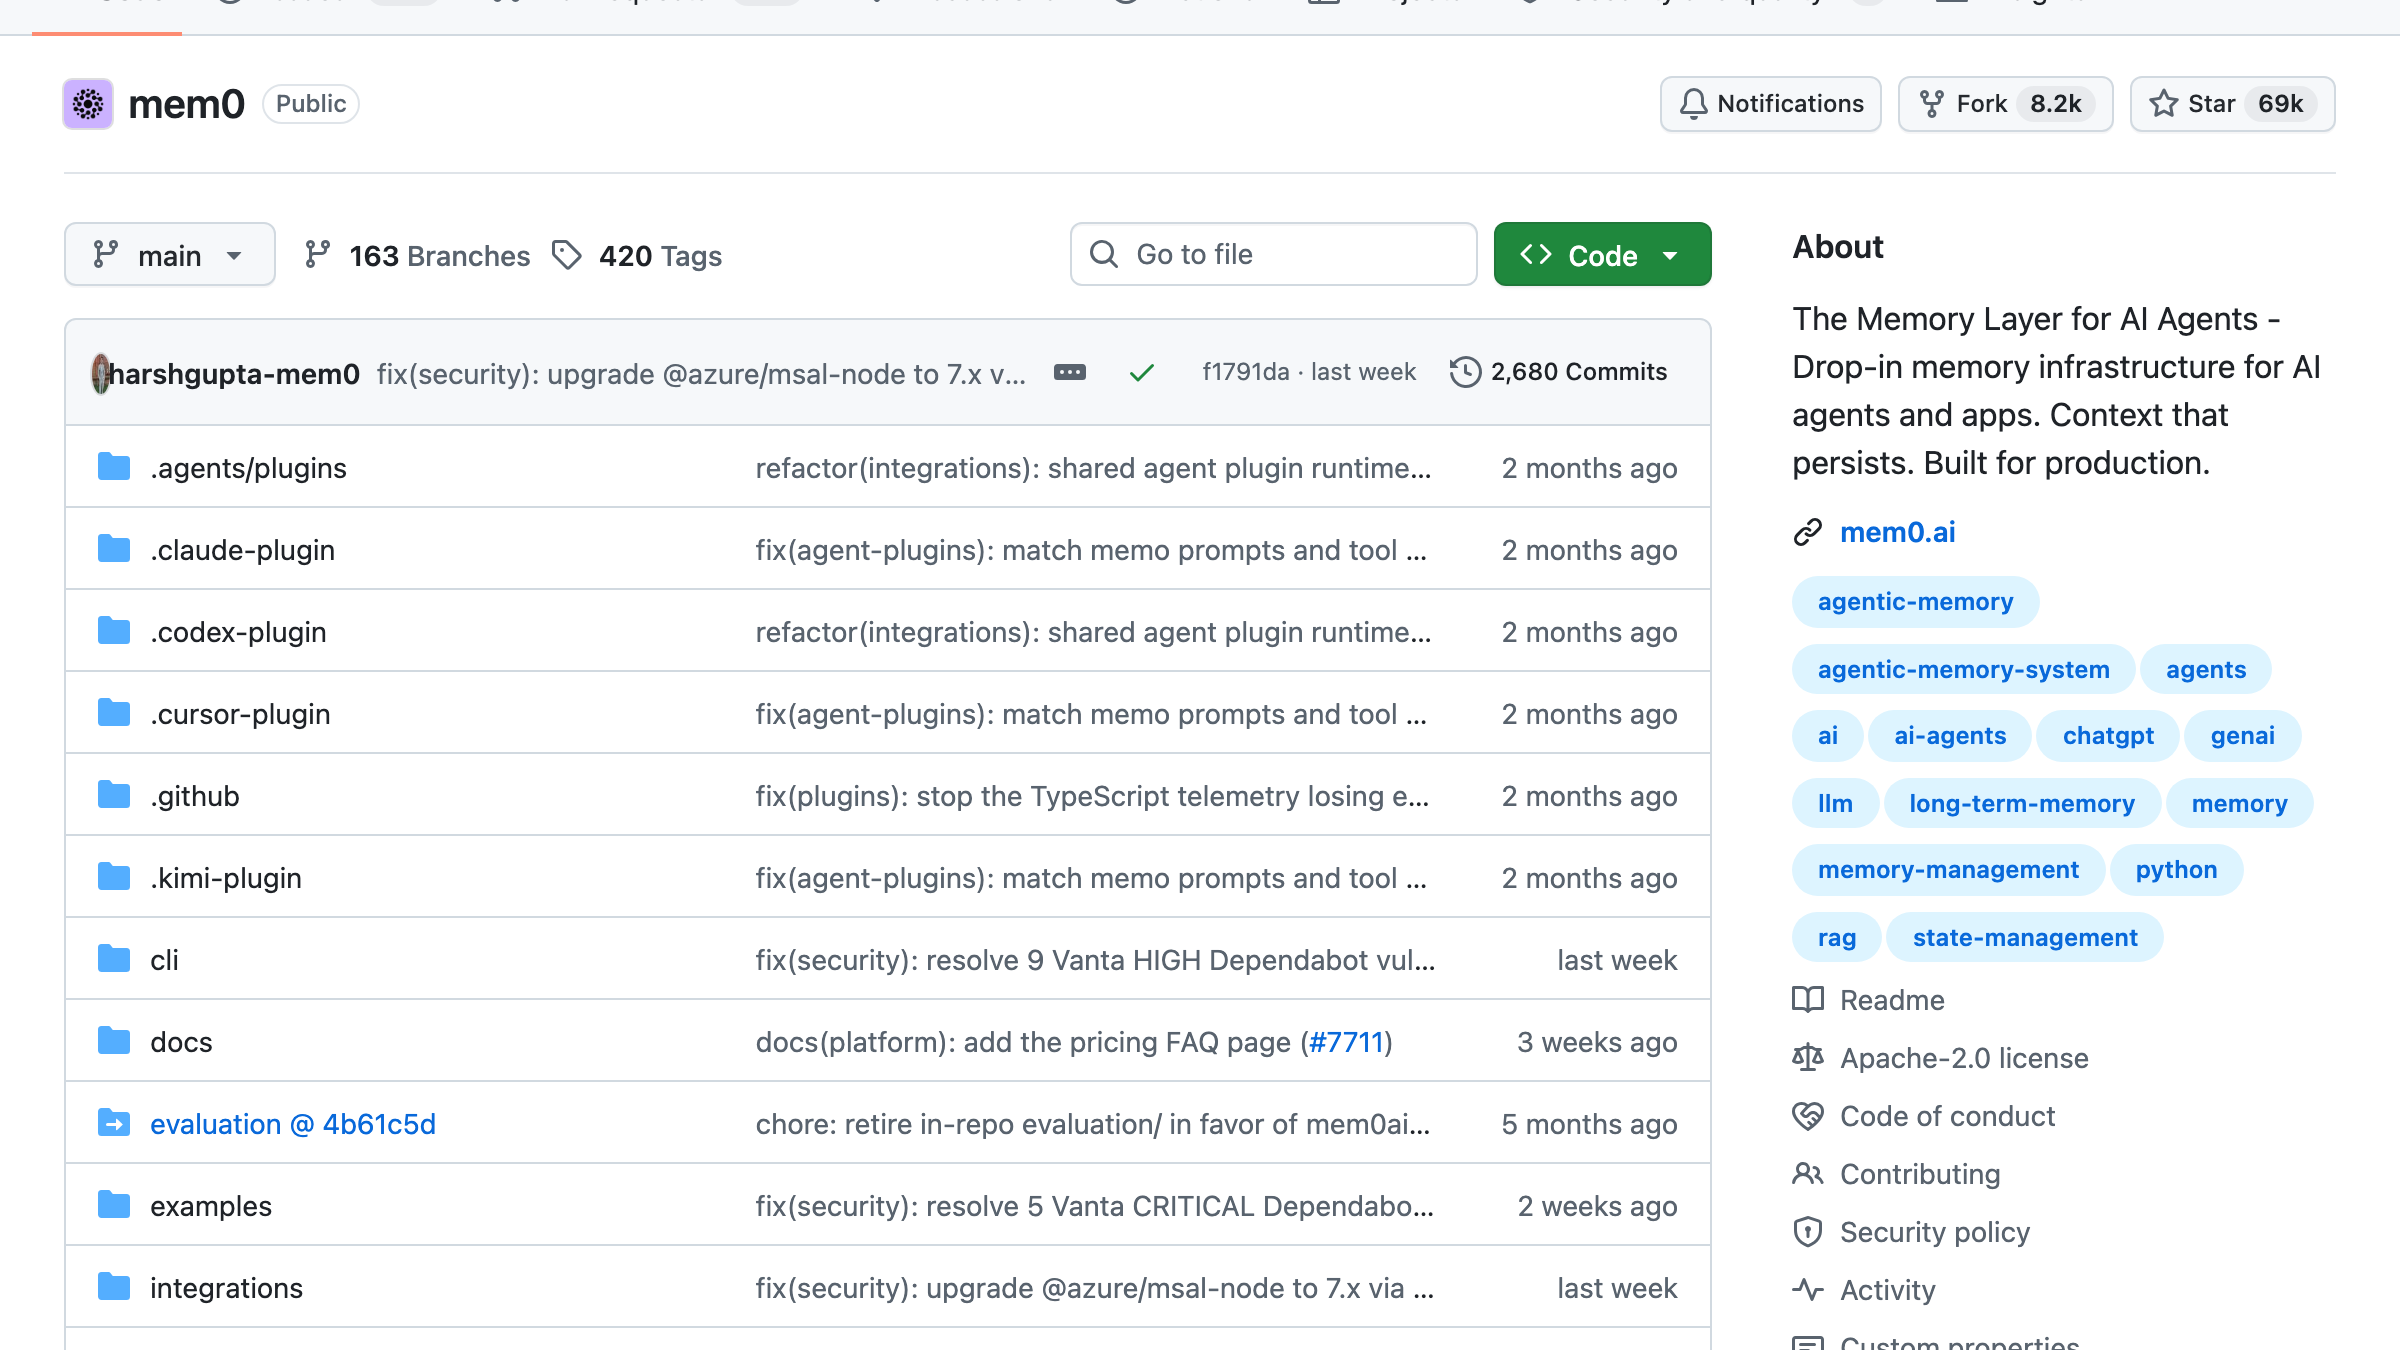 mem0 Public
Notifications Fork 8.2k Star 69k
main 163 Branches 420 Tags Go to file Code
harshgupta-mem0 fix(security): upgrade @azure/msal-node to 7.x v... f1791da · last week 2,680 Commits
.agents/plugins refactor(integrations): shared agent plugin runtime... 2 months ago
.claude-plugin fix(agent-plugins): match memo prompts and tool ... 2 months ago
.codex-plugin refactor(integrations): shared agent plugin runtime... 2 months ago
.cursor-plugin fix(agent-plugins): match memo prompts and tool ... 2 months ago
.github fix(plugins): stop the TypeScript telemetry losing e... 2 months ago
.kimi-plugin fix(agent-plugins): match memo prompts and tool ... 2 months ago
cli fix(security): resolve 9 Vanta HIGH Dependabot vul... last week
docs docs(platform): add the pricing FAQ page (#7711) 3 weeks ago
evaluation @ 4b61c5d chore: retire in-repo evaluation/ in favor of mem0ai... 5 months ago
examples fix(security): resolve 5 Vanta CRITICAL Dependabo... 2 weeks ago
integrations fix(security): upgrade @azure/msal-node to 7.x via ... last week
About
The Memory Layer for AI Agents -
Drop-in memory infrastructure for AI
agents and apps. Context that
persists. Built for production.
mem0.ai
agentic-memory
agentic-memory-system agents
ai ai-agents chatgpt genai
llm long-term-memory memory
memory-management python
rag state-management
Readme
Apache-2.0 license
Code of conduct
Contributing
Security policy
Activity
Custom properties